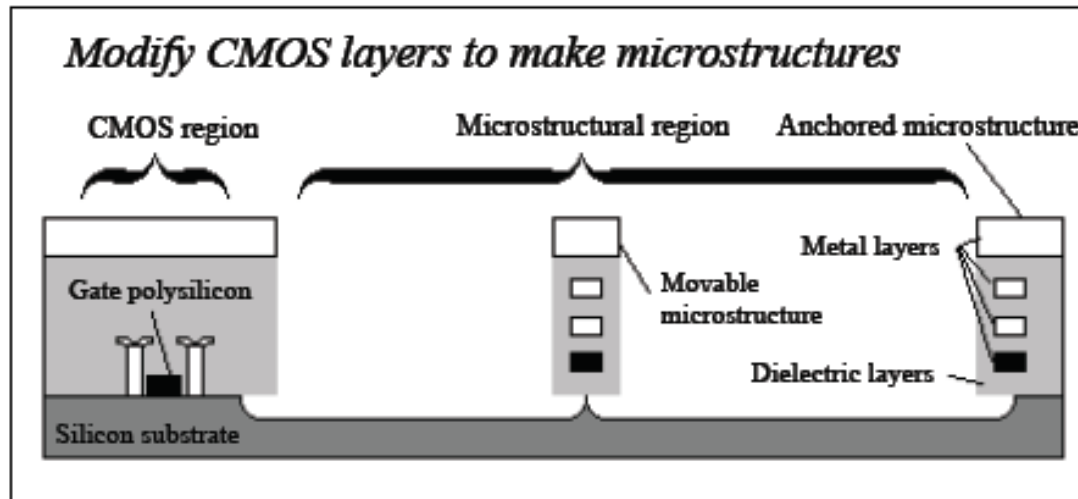 Modify CMOS layers to make microstructures
CMOS region
Microstructural region
Anchored microstructure
Metal layers
Gate polysilicon
Movable
microstructure
Dielectric layers
Silicon substrate